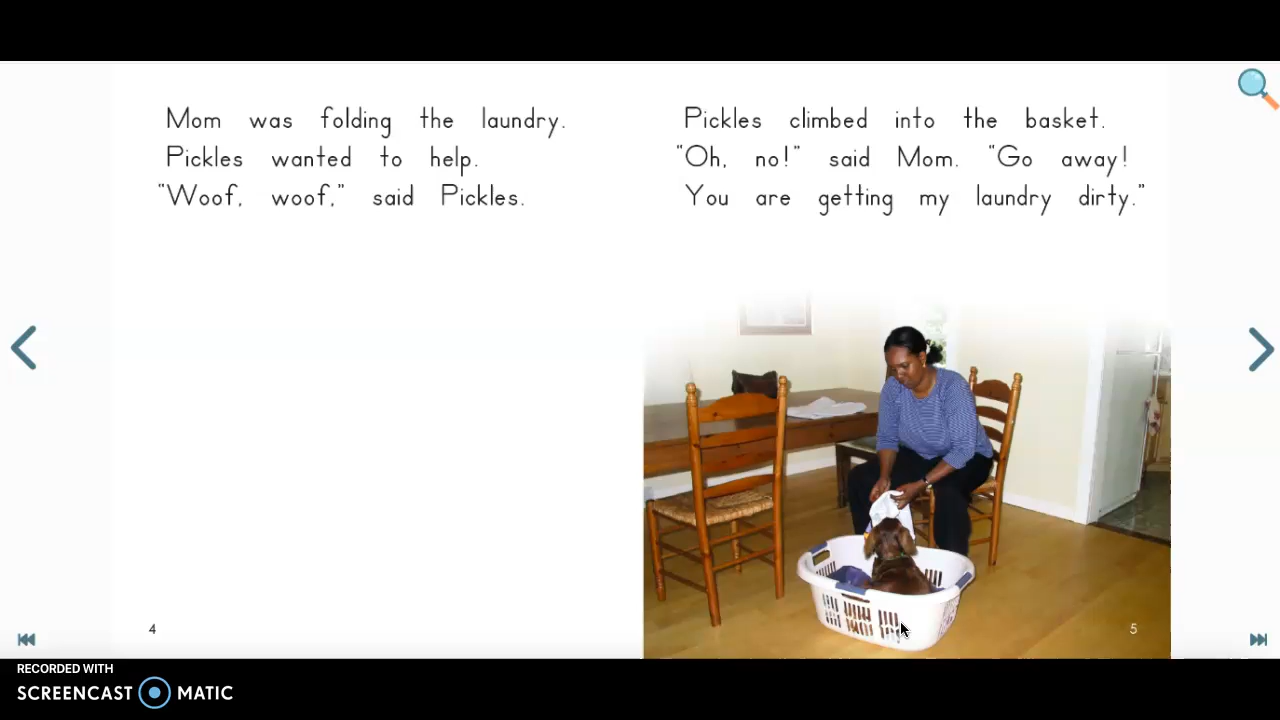 Mom was folding the laundry.
Pickles wanted to help.
"Woof, woof," said Pickles.
4
Pickles climbed into the basket.
"Oh, no!" said Mom. "Go away!
You are getting my laundry dirty."
5
RECORDED WITH
SCREENCAST MATIC